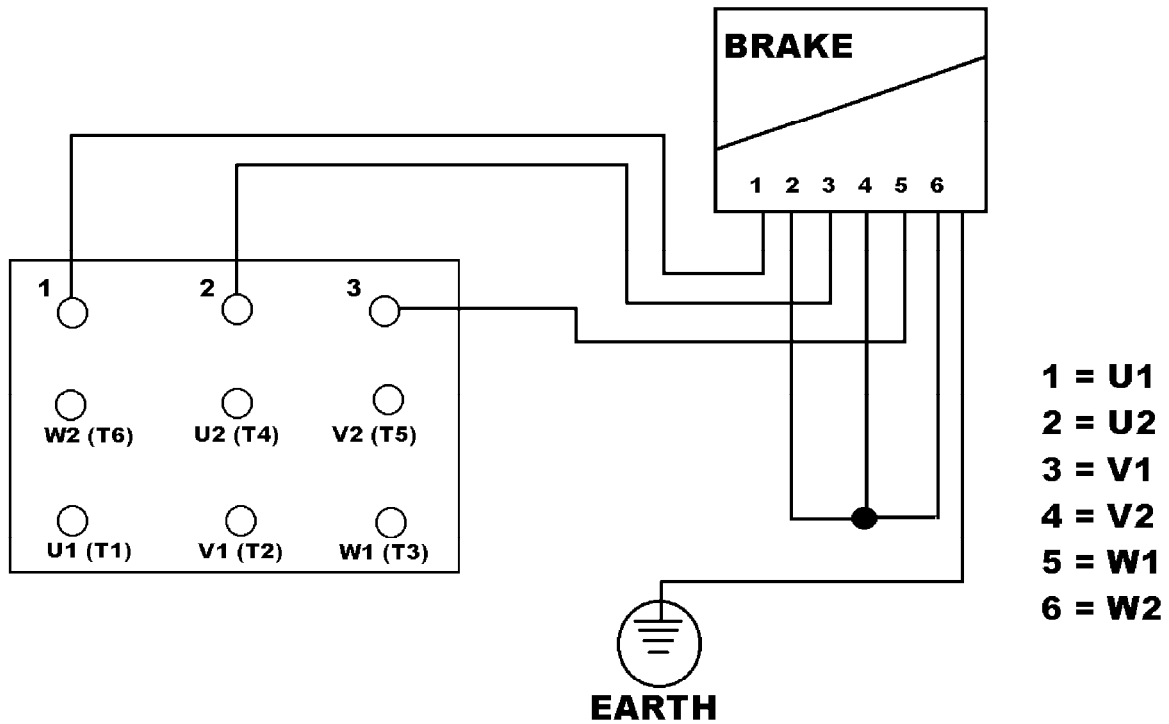 BRAKE
1 2 3 4 5 6
1 2 3
W2 (T6) U2 (T4) V2 (T5)
U1 (T1) V1 (T2) W1 (T3)
1 = U1
2 = U2
3 = V1
4 = V2
5 = W1
6 = W2
EARTH